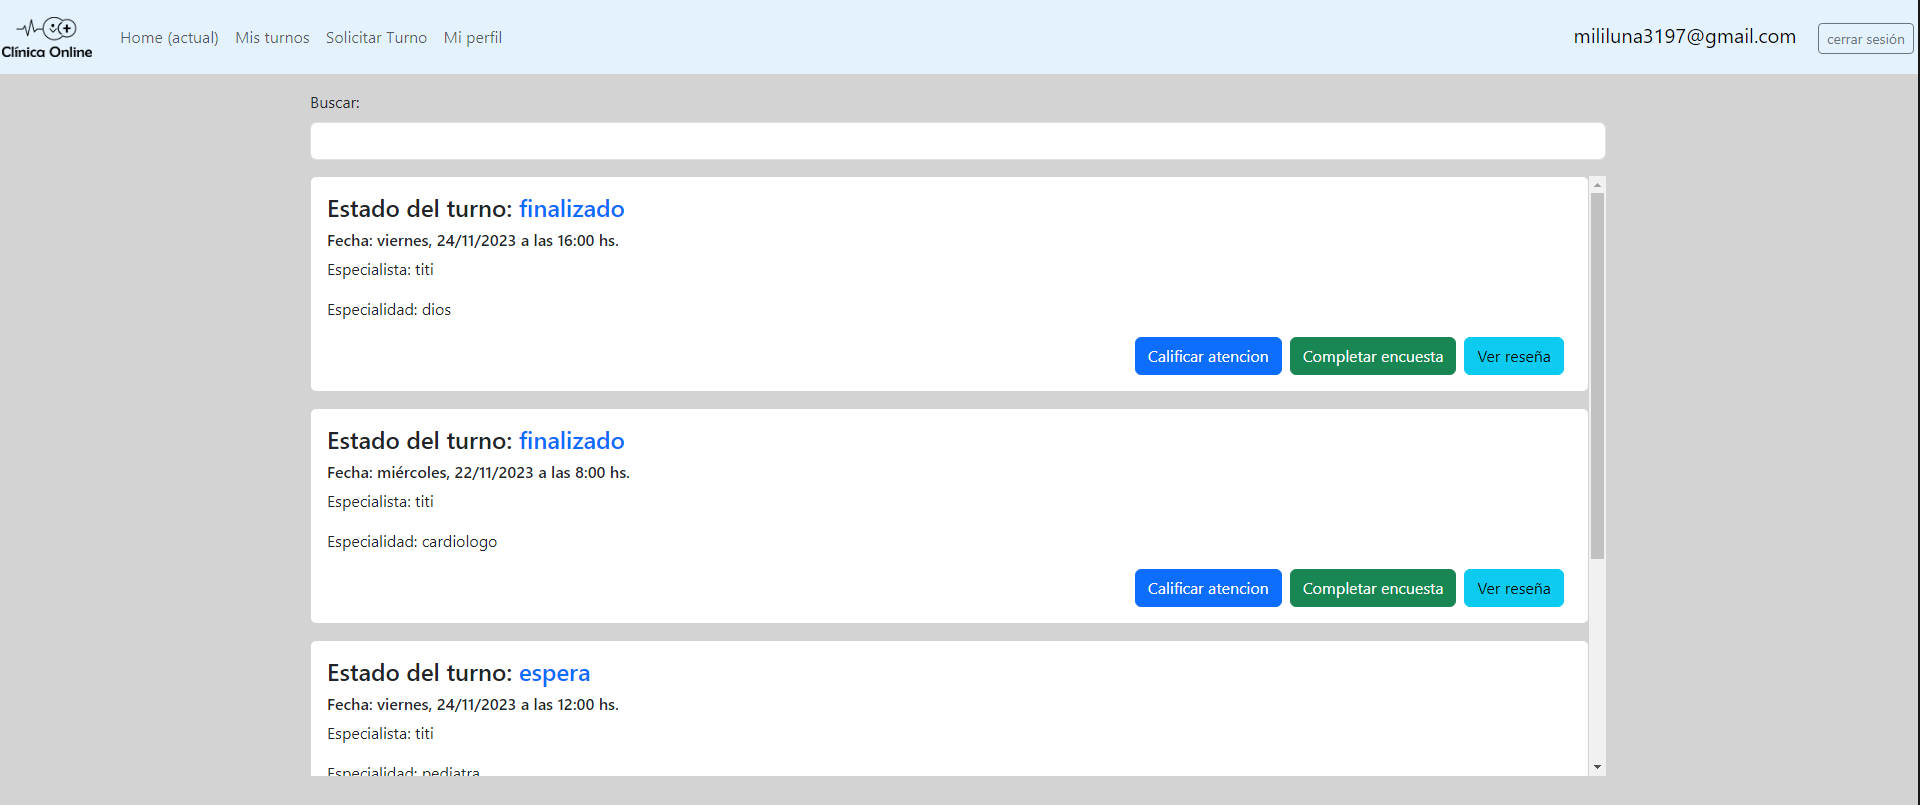 Clínica Online
Home (actual) Mis turnos Solicitar Turno Mi perfil
mililuna3197@gmail.com
cerrar sesión
Buscar:
Estado del turno: finalizado
Fecha: viernes, 24/11/2023 a las 16:00 hs.
Especialista: titi
Especialidad: dios
Calificar atencion Completar encuesta Ver reseña
Estado del turno: finalizado
Fecha: miércoles, 22/11/2023 a las 8:00 hs.
Especialista: titi
Especialidad: cardiologo
Calificar atencion Completar encuesta Ver reseña
Estado del turno: espera
Fecha: viernes, 24/11/2023 a las 12:00 hs.
Especialista: titi
Especialidad: pediatra